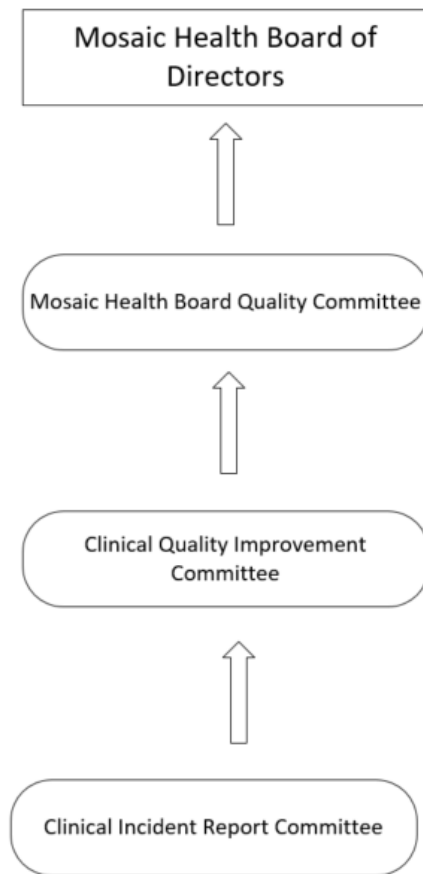 Mosaic Health Board of
Directors
Mosaic Health Board Quality Committee
Clinical Quality Improvement
Committee
Clinical Incident Report Committee